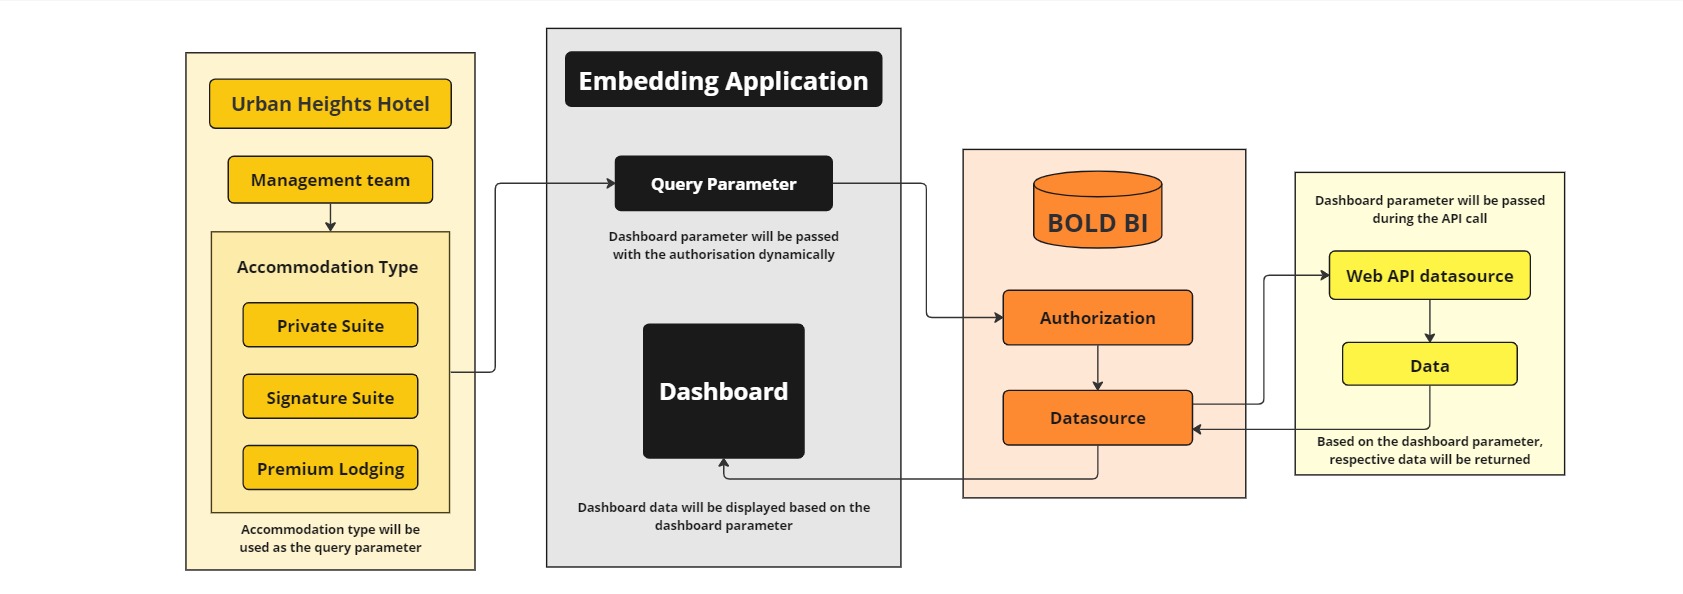 Urban Heights Hotel
Management team
Accommodation Type
Private Suite
Signature Suite
Premium Lodging
Accommodation type will be
used as the query parameter
Embedding Application
Query Parameter
Dashboard parameter will be passed
with the authorisation dynamically
Dashboard
Dashboard data will be displayed based on the
dashboard parameter
BOLD BI
Authorization
Datasource
Dashboard parameter will be passed
during the API call
Web API datasource
Data
Based on the dashboard parameter,
respective data will be returned